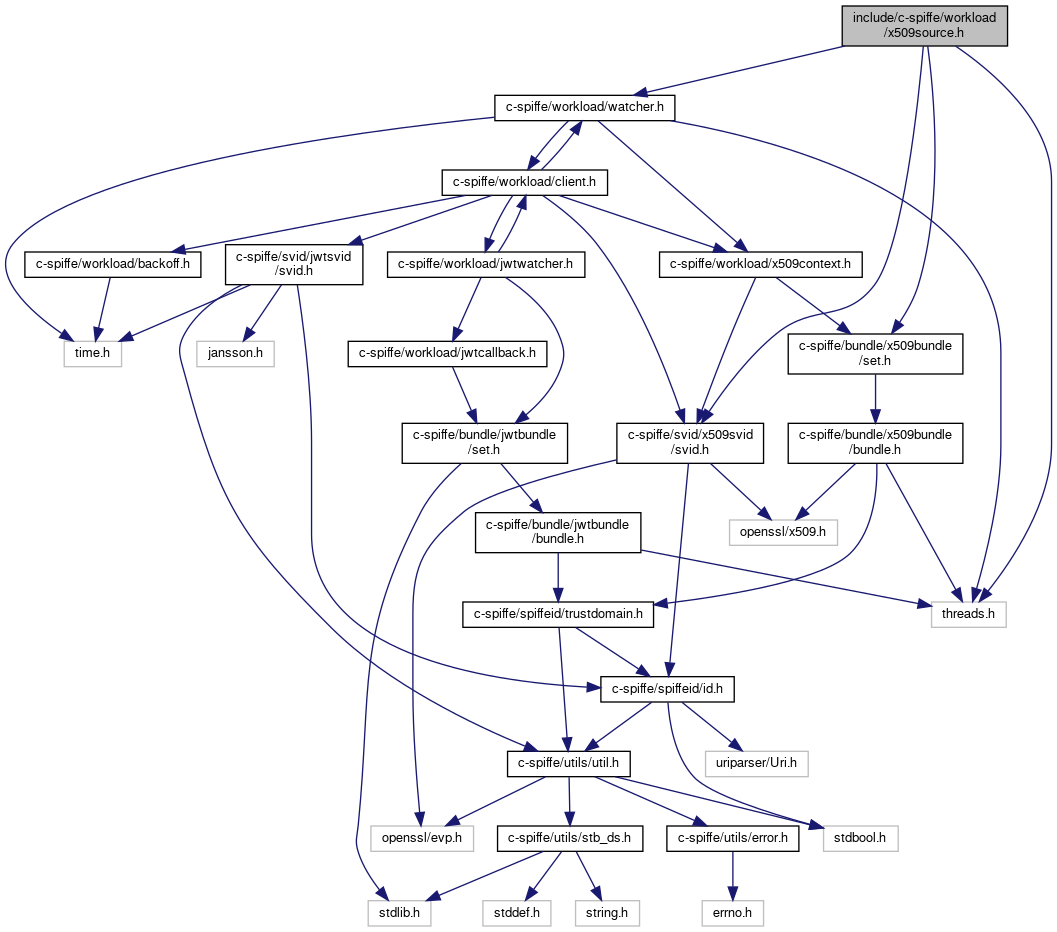 include/c-spiffe/workload
/x509source.h
c-spiffe/workload/watcher.h
c-spiffe/workload/client.h
c-spiffe/workload/backoff.h
c-spiffe/svid/jwtsvid
/svid.h
c-spiffe/workload/jwtwatcher.h
c-spiffe/workload/x509context.h
time.h
jansson.h
c-spiffe/workload/jwtcallback.h
c-spiffe/bundle/x509bundle
/set.h
c-spiffe/bundle/jwtbundle
/set.h
c-spiffe/svid/x509svid
/svid.h
c-spiffe/bundle/x509bundle
/bundle.h
c-spiffe/bundle/jwtbundle
/bundle.h
openssl/x509.h
c-spiffe/spiffeid/trustdomain.h
threads.h
c-spiffe/spiffeid/id.h
c-spiffe/utils/util.h
uriparser/Uri.h
openssl/evp.h
c-spiffe/utils/stb_ds.h
c-spiffe/utils/error.h
stdbool.h
stdlib.h
stddef.h
string.h
errno.h